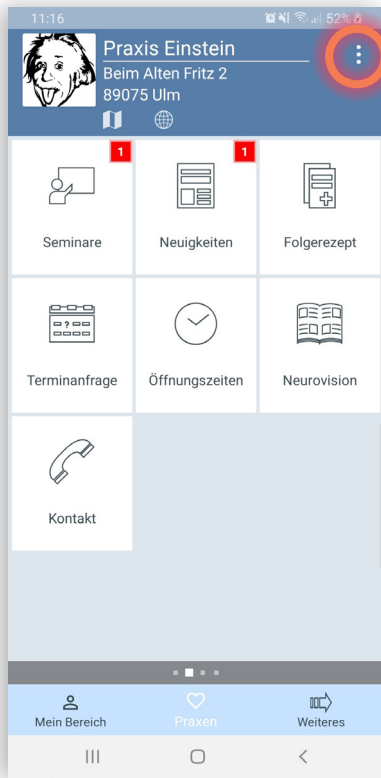 11:16
52%
Praxis Einstein
Beim Alten Fritz 2
89075 Ulm
1
1
Seminare
Neuigkeiten
Folgerezept
?
Terminanfrage
Öffnungszeiten
Neurovision
Kontakt
Mein Bereich
Praxen
Weiteres